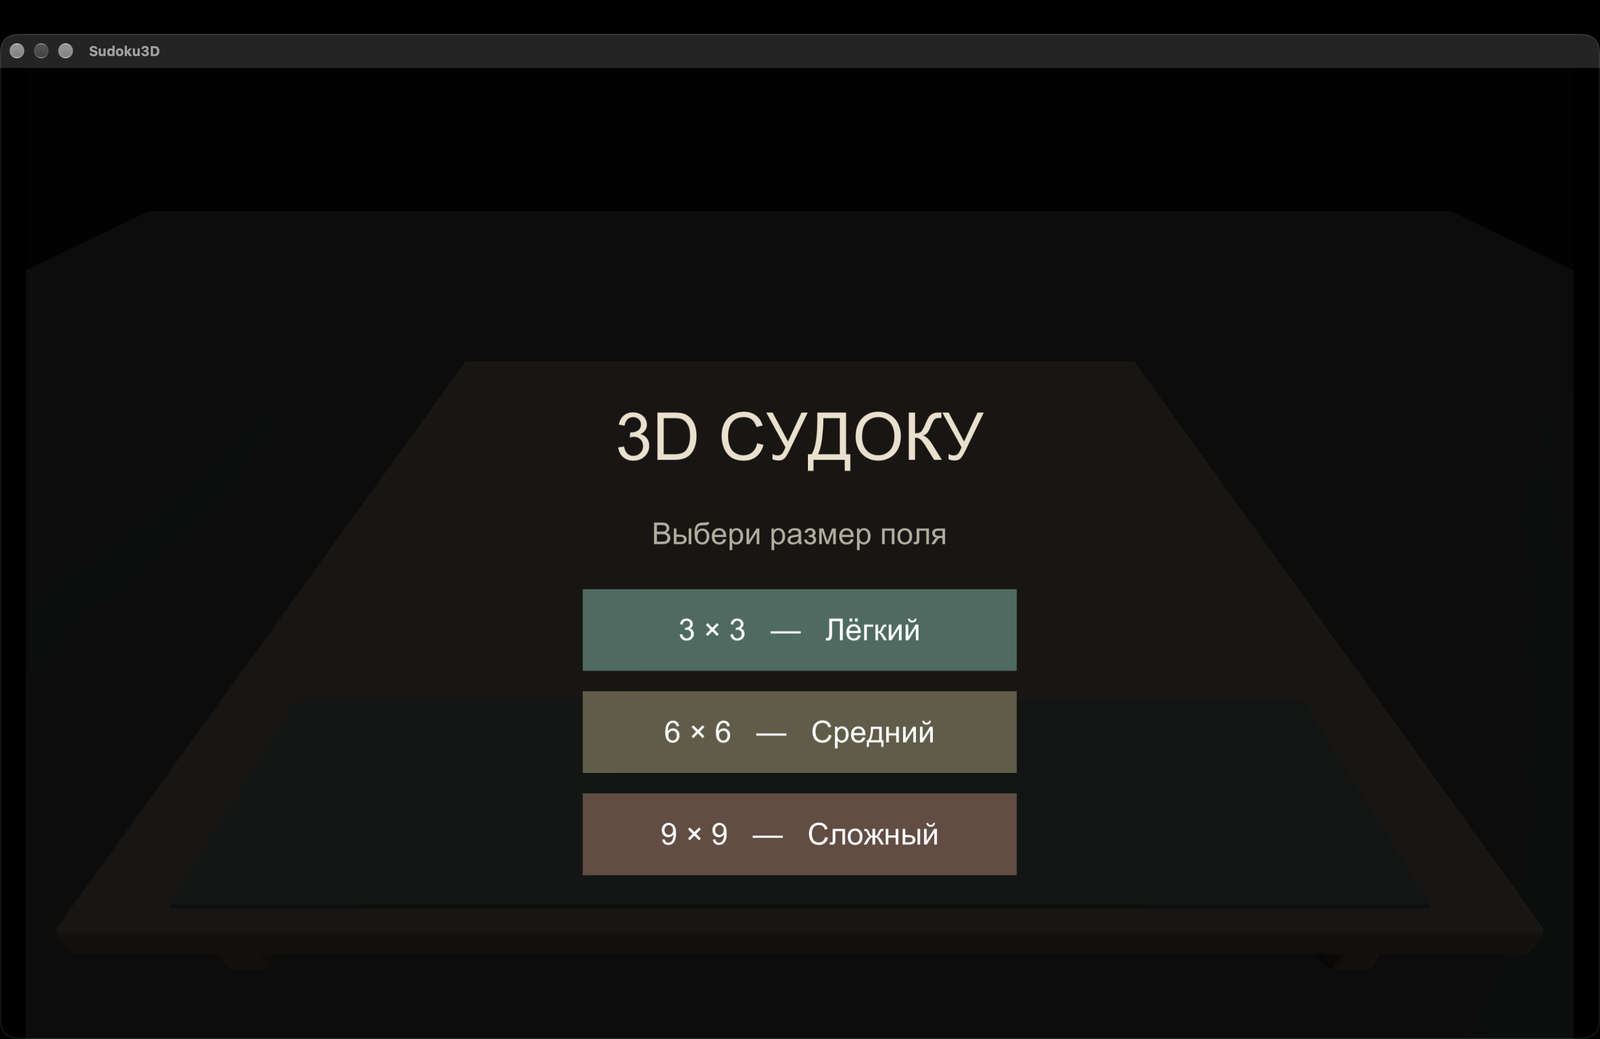 Sudoku3D
3D СУДОКУ
Выбери размер поля
3 × 3 — Лёгкий
6 × 6 — Средний
9 × 9 — Сложный